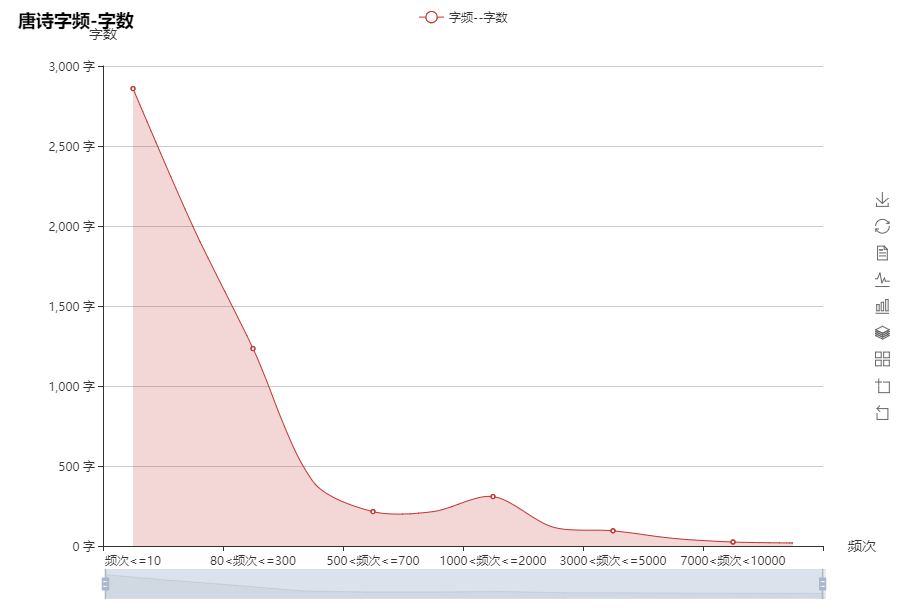 唐诗字频-字数
字频--字数
字数
3,000 字
2,500 字
2,000 字
1,500 字
1,000 字
500 字
0 字
频次<=10
80<频次<=300
500<频次<=700
1000<频次<=2000
3000<频次<=5000
7000<频次<10000
频次